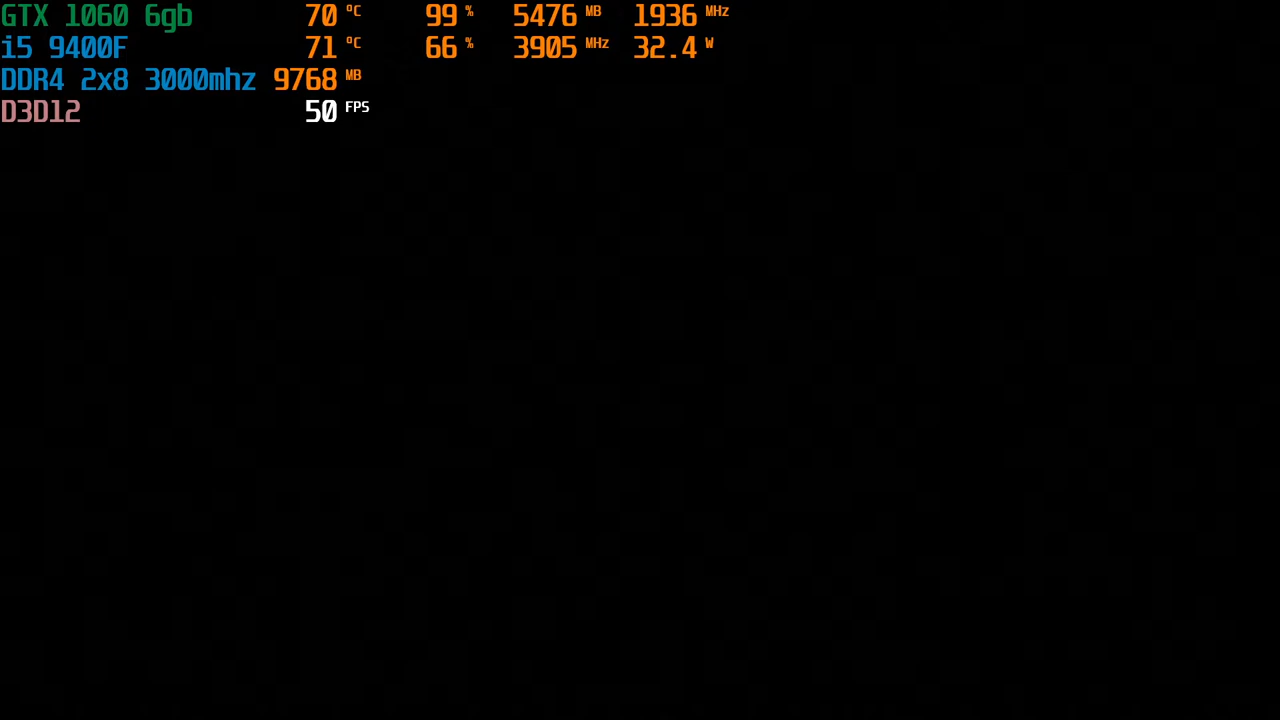 GTX 1060 6gb 70 °C 99 % 5476 MB 1936 MHz
i5 9400F 71 °C 66 % 3905 MHz 32.4 W
DDR4 2x8 3000mhz 9768 MB
D3D12 50 FPS